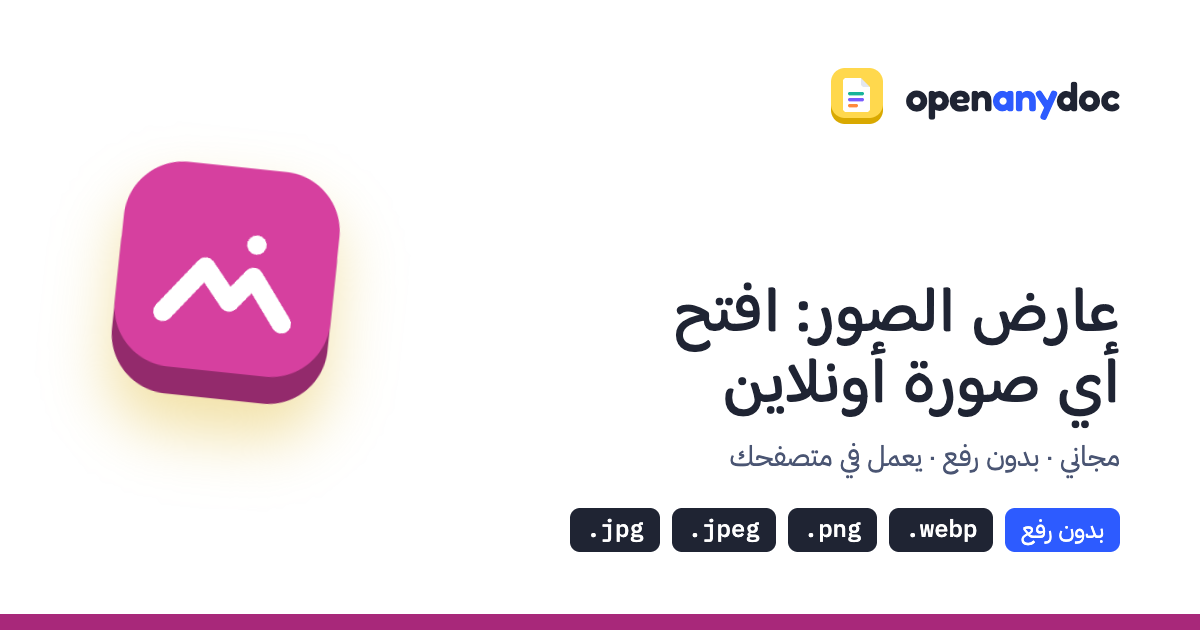 openanydoc
عارض الصور: افتح
أي صورة أونلاين
مجاني · بدون رفع · يعمل في متصفحك
بدون رفع .webp .png .jpeg .jpg